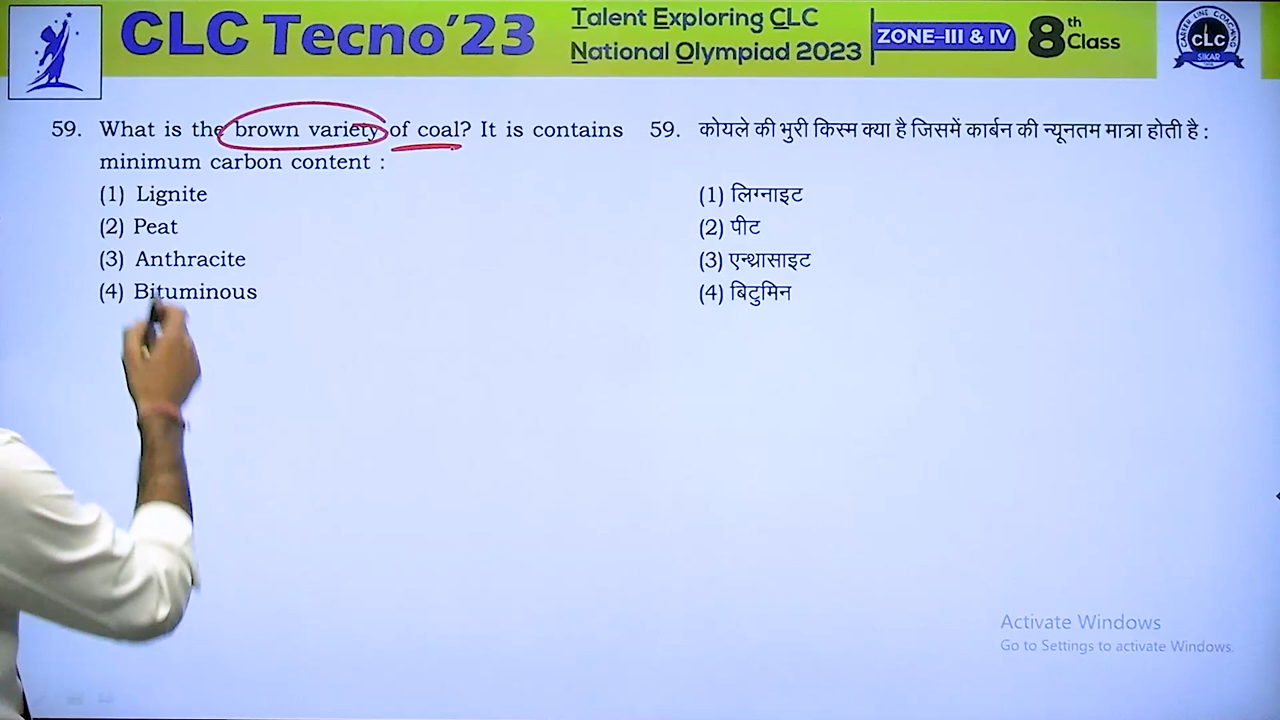 CLC Tecno'23
Talent Exploring CLC
National Olympiad 2023
ZONE–III & IV
8th Class
CAREER LINE COACHING
CLC
SIKAR
59. What is the brown variety of coal? It is contains
minimum carbon content :
(1) Lignite
(2) Peat
(3) Anthracite
(4) Bituminous
59. कोयले की भुरी किस्म क्या है जिसमें कार्बन की न्यूनतम मात्रा होती है :
(1) लिग्नाइट
(2) पीट
(3) एन्थ्रासाइट
(4) बिटुमिन
Activate Windows
Go to Settings to activate Windows.